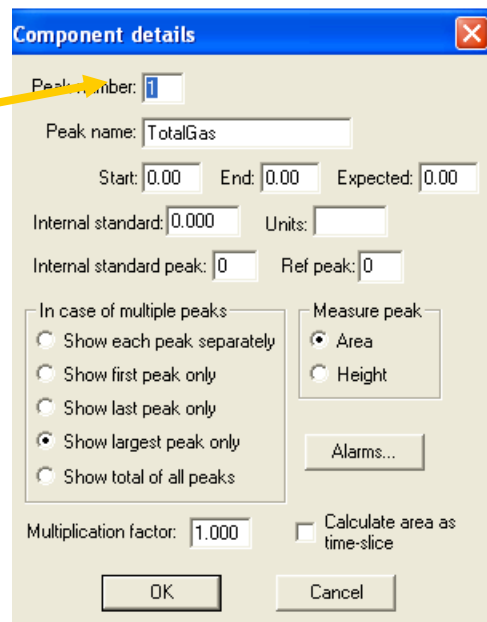 Component details
Peak number: 1
Peak name: TotalGas
Start: 0.00 End: 0.00 Expected: 0.00
Internal standard: 0.000 Units:
Internal standard peak: 0 Ref peak: 0
In case of multiple peaks
Show each peak separately
Show first peak only
Show last peak only
Show largest peak only
Show total of all peaks
Measure peak
Area
Height
Alarms...
Multiplication factor: 1.000
Calculate area as
time-slice
OK Cancel